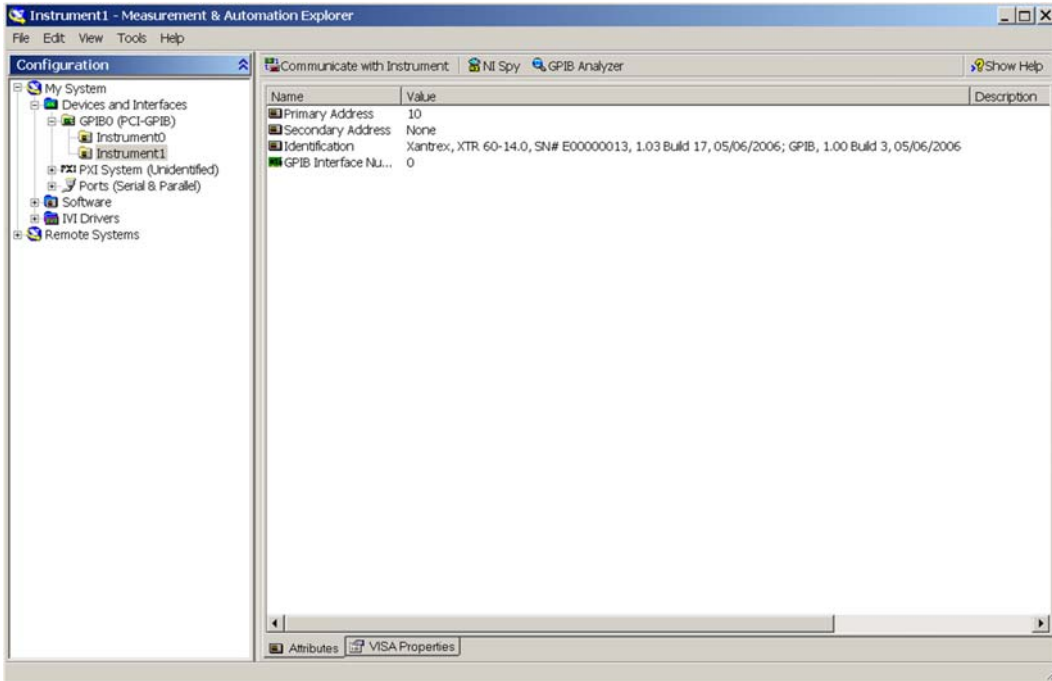 Instrument1 - Measurement & Automation Explorer
File Edit View Tools Help
Configuration
Communicate with Instrument NI Spy GPIB Analyzer Show Help
My System
Devices and Interfaces
GPIB0 (PCI-GPIB)
Instrument0
Instrument1
PXI PXI System (Unidentified)
Ports (Serial & Parallel)
Software
IVI Drivers
Remote Systems
Name Value Description
Primary Address 10
Secondary Address None
Identification Xantrex, XTR 60-14.0, SN# E00000013, 1.03 Build 17, 05/06/2006; GPIB, 1.00 Build 3, 05/06/2006
GPIB Interface Nu... 0
Attributes VISA Properties